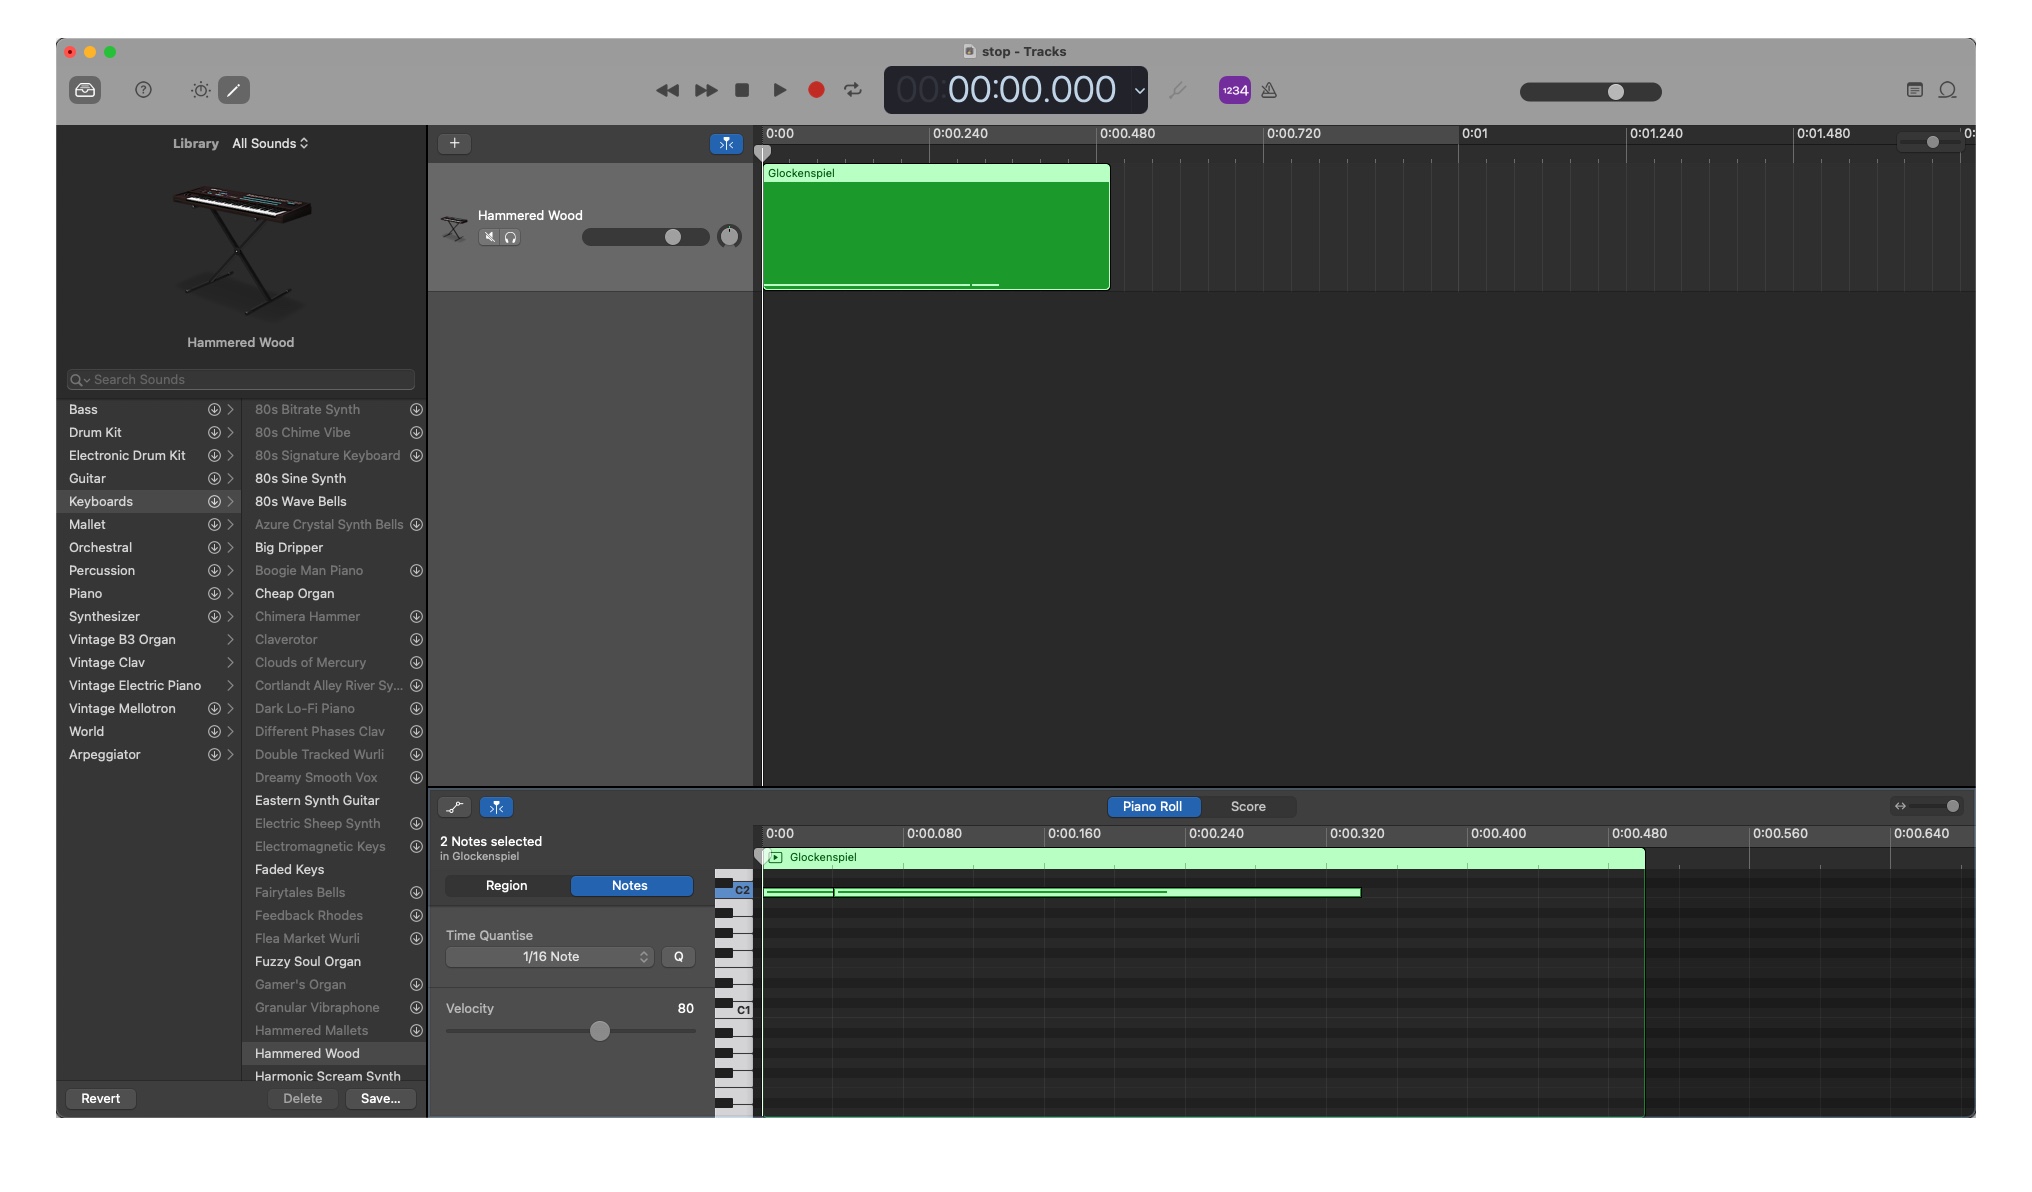 stop - Tracks
00:00:00.000
1234
Library All Sounds
Hammered Wood
Search Sounds
Bass
Drum Kit
Electronic Drum Kit
Guitar
Keyboards
Mallet
Orchestral
Percussion
Piano
Synthesizer
Vintage B3 Organ
Vintage Clav
Vintage Electric Piano
Vintage Mellotron
World
Arpeggiator
80s Bitrate Synth
80s Chime Vibe
80s Signature Keyboard
80s Sine Synth
80s Wave Bells
Azure Crystal Synth Bells
Big Dripper
Boogie Man Piano
Cheap Organ
Chimera Hammer
Claverotor
Clouds of Mercury
Cortlandt Alley River Sy...
Dark Lo-Fi Piano
Different Phases Clav
Double Tracked Wurli
Dreamy Smooth Vox
Eastern Synth Guitar
Electric Sheep Synth
Electromagnetic Keys
Faded Keys
Fairytales Bells
Feedback Rhodes
Flea Market Wurli
Fuzzy Soul Organ
Gamer's Organ
Granular Vibraphone
Hammered Mallets
Hammered Wood
Harmonic Scream Synth
Revert Delete Save...
0:00 0:00.240 0:00.480 0:00.720 0:01 0:01.240 0:01.480 0:
Glockenspiel
Hammered Wood
Piano Roll Score
0:00 0:00.080 0:00.160 0:00.240 0:00.320 0:00.400 0:00.480 0:00.560 0:00.640
2 Notes selected
in Glockenspiel
Glockenspiel
Region Notes
C2
Time Quantise
1/16 Note Q
Velocity 80
C1